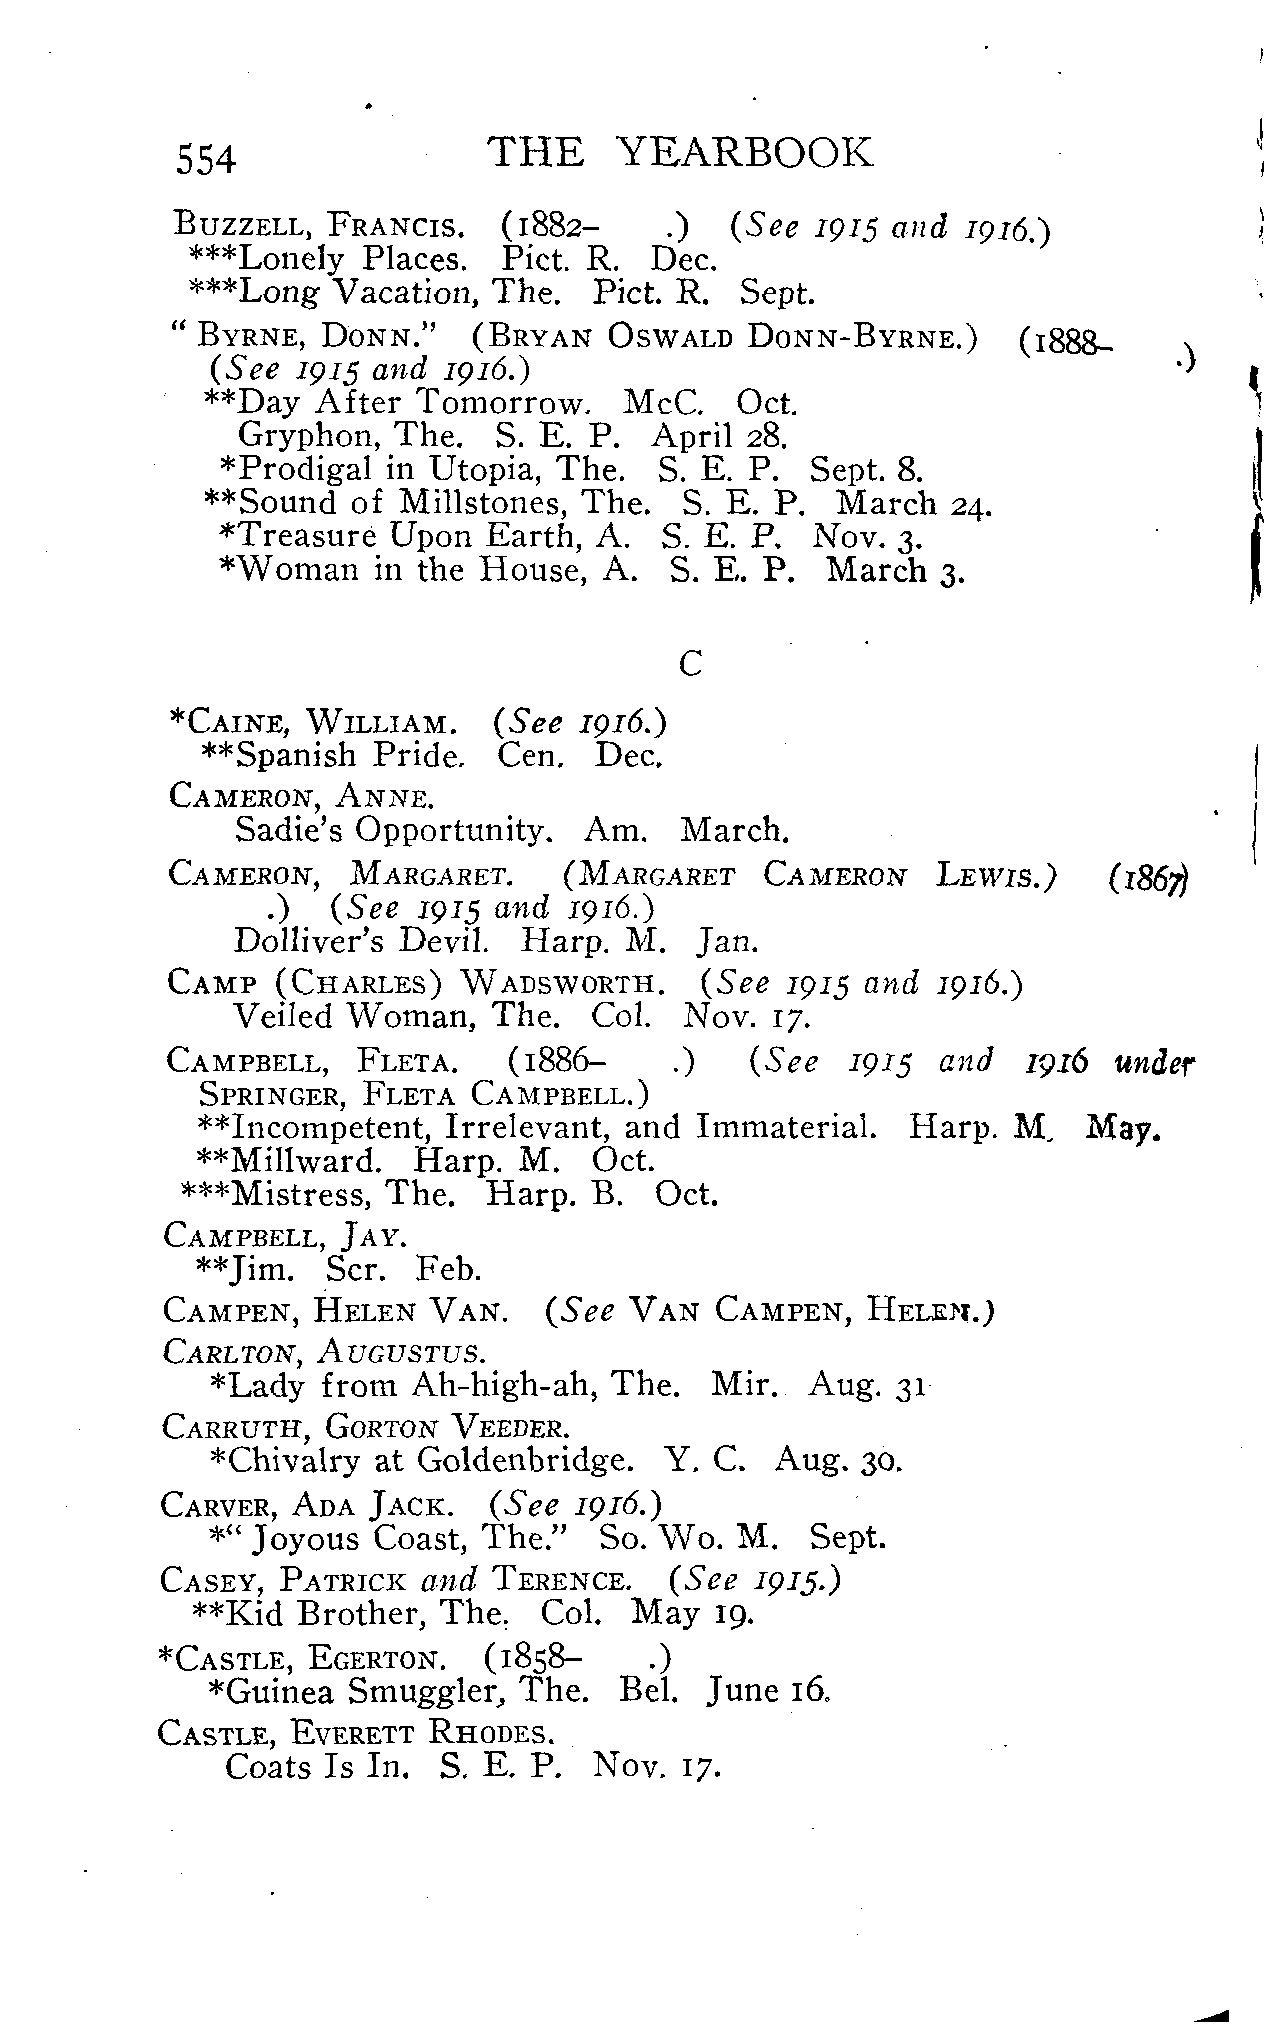 554 THE YEARBOOK
BUZZELL, FRANCIS. (1882– .) (See 1915 and 1916.)
***Lonely Places. Pict. R. Dec.
***Long Vacation, The. Pict. R. Sept.
“ BYRNE, DONN.” (BRYAN OSWALD DONN-BYRNE.) (1888– .)
(See 1915 and 1916.)
**Day After Tomorrow. McC. Oct.
Gryphon, The. S. E. P. April 28.
*Prodigal in Utopia, The. S. E. P. Sept. 8.
**Sound of Millstones, The. S. E. P. March 24.
*Treasure Upon Earth, A. S. E. P. Nov. 3.
*Woman in the House, A. S. E. P. March 3.
C
*CAINE, WILLIAM. (See 1916.)
**Spanish Pride. Cen. Dec.
CAMERON, ANNE.
Sadie's Opportunity. Am. March.
CAMERON, MARGARET. (MARGARET CAMERON LEWIS.) (1867)
.) (See 1915 and 1916.)
Dolliver's Devil. Harp. M. Jan.
CAMP (CHARLES) WADSWORTH. (See 1915 and 1916.)
Veiled Woman, The. Col. Nov. 17.
CAMPBELL, FLETA. (1886– .) (See 1915 and 1916 under
SPRINGER, FLETA CAMPBELL.)
**Incompetent, Irrelevant, and Immaterial. Harp. M. May.
**Millward. Harp. M. Oct.
***Mistress, The. Harp. B. Oct.
CAMPBELL, JAY.
**Jim. Scr. Feb.
CAMPEN, HELEN VAN. (See VAN CAMPEN, HELEN.)
CARLTON, AUGUSTUS.
*Lady from Ah-high-ah, The. Mir. Aug. 31
CARRUTH, GORTON VEEDER.
*Chivalry at Goldenbridge. Y. C. Aug. 30.
CARVER, ADA JACK. (See 1916.)
*“ Joyous Coast, The.” So. Wo. M. Sept.
CASEY, PATRICK and TERENCE. (See 1915.)
**Kid Brother, The. Col. May 19.
*CASTLE, EGERTON. (1858– .)
*Guinea Smuggler, The. Bel. June 16.
CASTLE, EVERETT RHODES.
Coats Is In. S. E. P. Nov. 17.